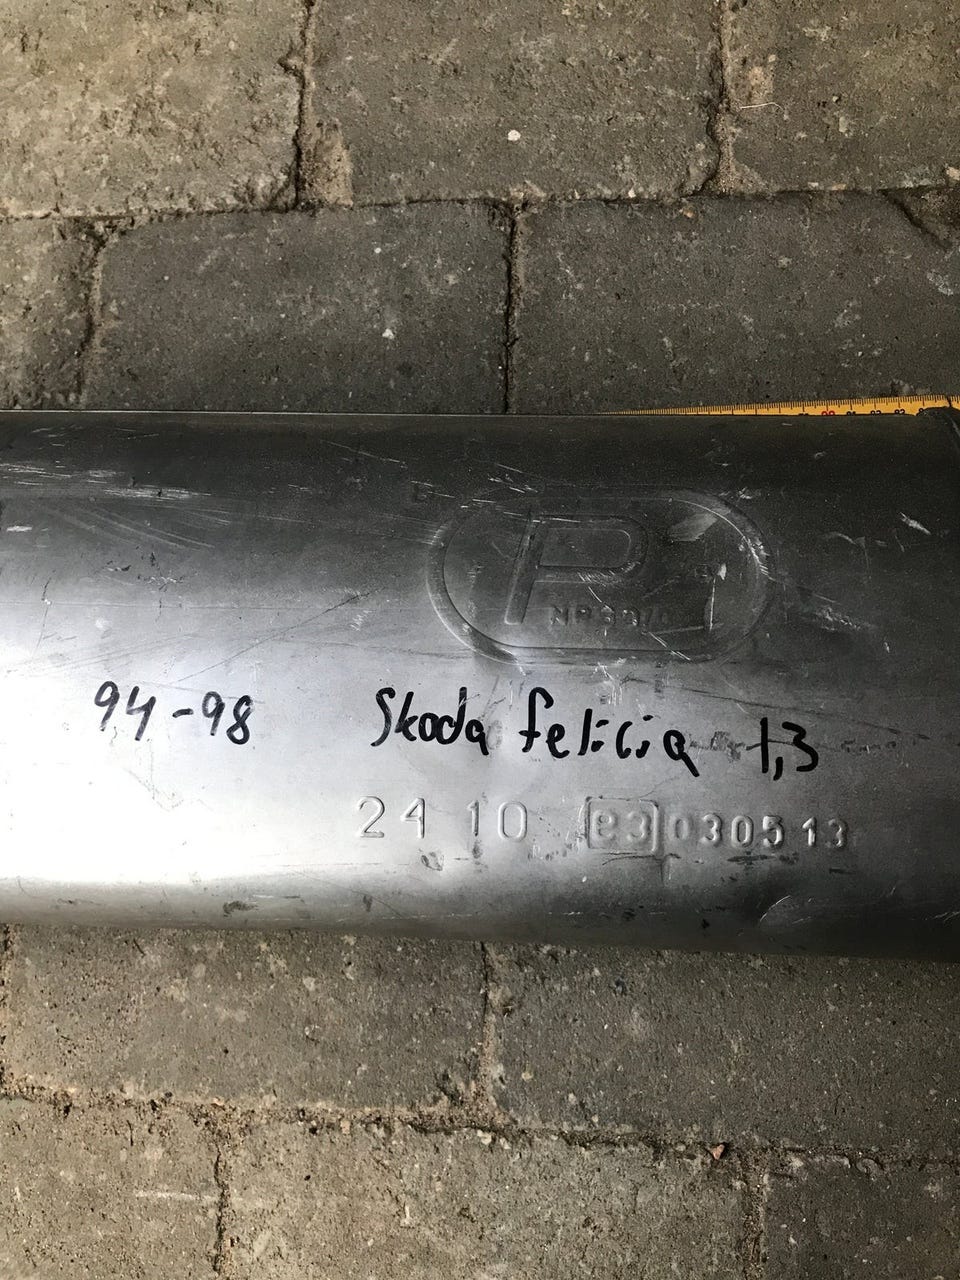 P
94-98 Skoda felicia 1,3
24 10 e3 030513